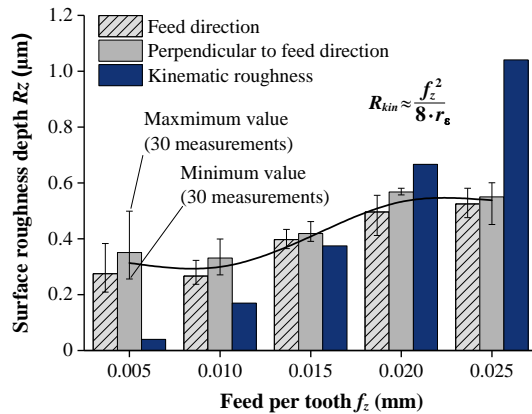 Feed direction
Perpendicular to feed direction
Kinematic roughness
Surface roughness depth Rz (μm)
1.2
1.0
0.8
0.6
0.4
0.2
0
Maxmimum value
(30 measurements)
Minimum value
(30 measurements)
R_kin ≈ f_z² / 8·r_ε
0.005 0.010 0.015 0.020 0.025
Feed per tooth f_z (mm)